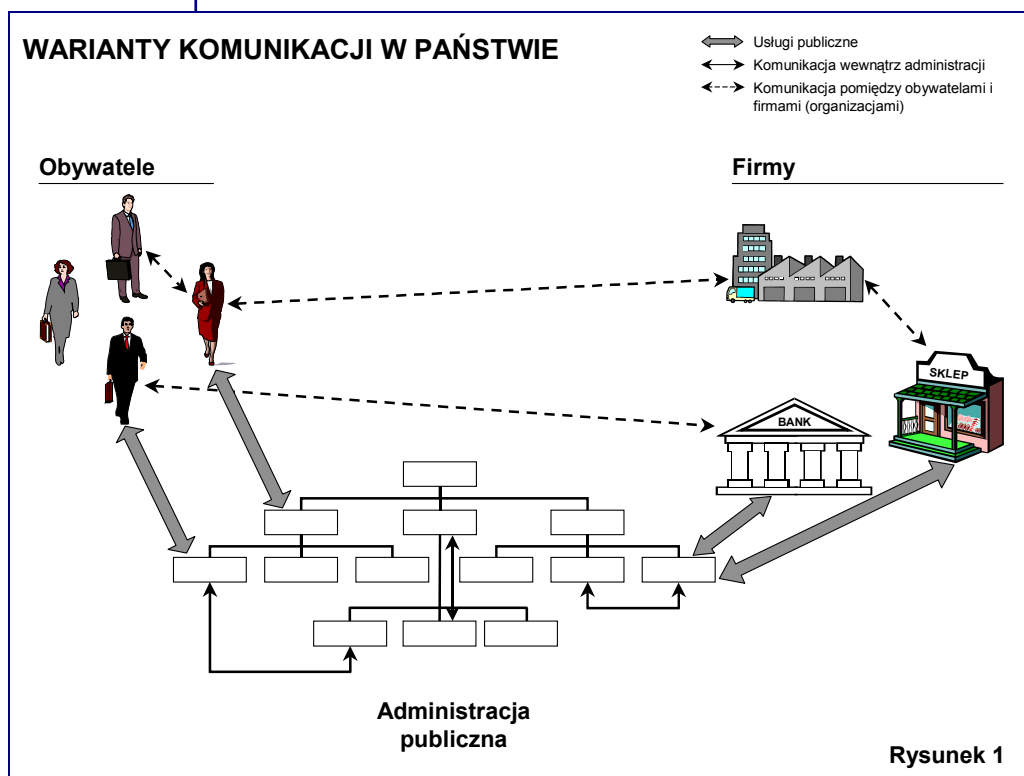 WARIANTY KOMUNIKACJI W PAŃSTWIE
Usługi publiczne
Komunikacja wewnątrz administracji
Komunikacja pomiędzy obywatelami i
firmami (organizacjami)
Obywatele
Firmy
SKLEP
BANK
Administracja
publiczna
Rysunek 1